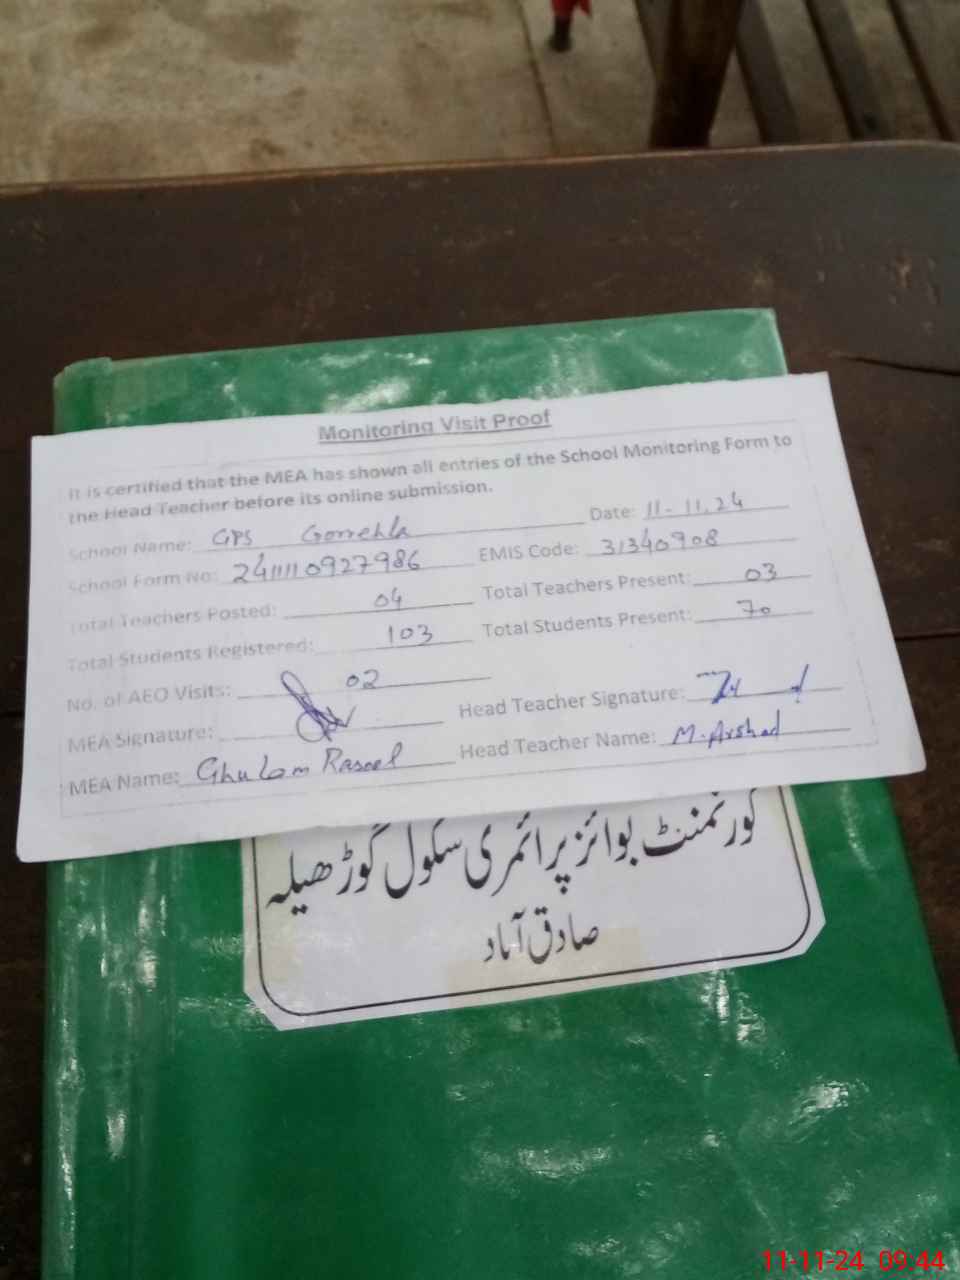 Monitoring Visit Proof
It is certified that the MEA has shown all entries of the School Monitoring Form to
the Head Teacher before its online submission.
School Name: GPS Gorrehla Date: 11-11.24
School Form No: 2411110927986 EMIS Code: 31340908
Total Teachers Posted: 04 Total Teachers Present: 03
Total Students Registered: 103 Total Students Present: 70
No. of AEO Visits: 02
MEA Signature: Head Teacher Signature:
MEA Name: Ghulam Rasool Head Teacher Name: M. Arshad
گورنمنٹ بوائز پرائمری سکول گوڑھیلہ
صادق آباد
11-11-24 09:44